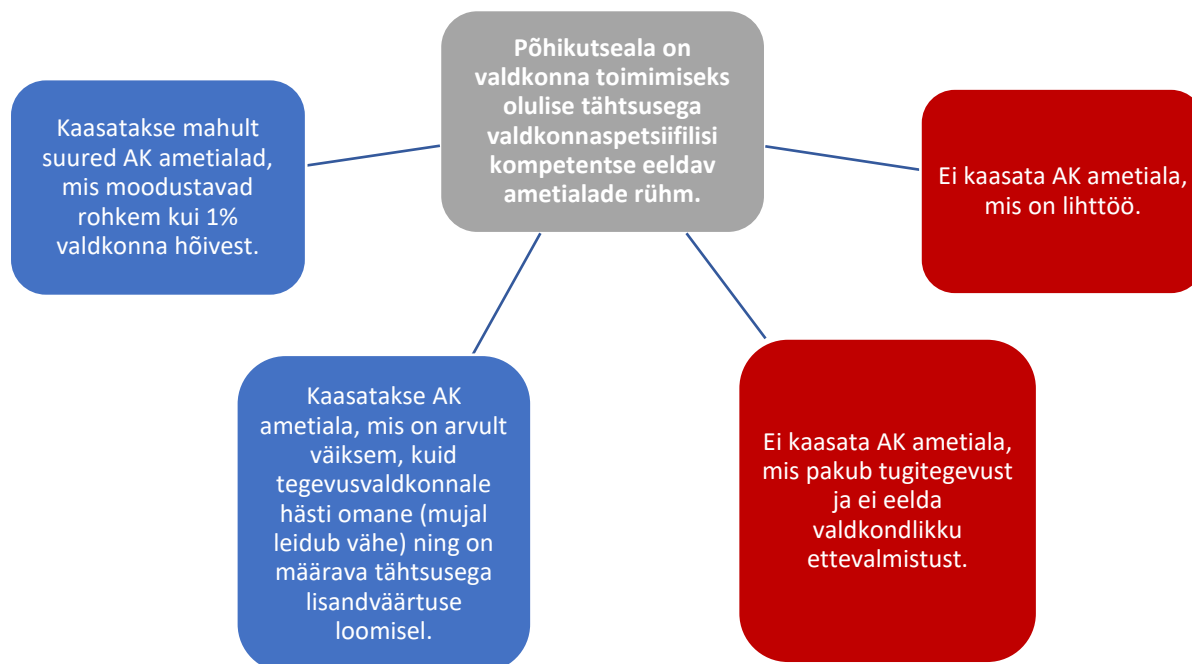 Põhikutseala on
valdkonna toimimiseks
olulise tähtsusega
valdkonnaspetsiifilisi
kompetentse eeldav
ametialade rühm.
Kaasatakse mahult
suured AK ametialad,
mis moodustavad
rohkem kui 1%
valdkonna hõivest.
Ei kaasata AK ametiala,
mis on lihttöö.
Kaasatakse AK
ametiala, mis on arvult
väiksem, kuid
tegevusvaldkonnale
hästi omane (mujal
leidub vähe) ning on
määrava tähtsusega
lisandväärtuse
loomisel.
Ei kaasata AK ametiala,
mis pakub tugitegevust
ja ei eelda
valdkondlikku
ettevalmistust.